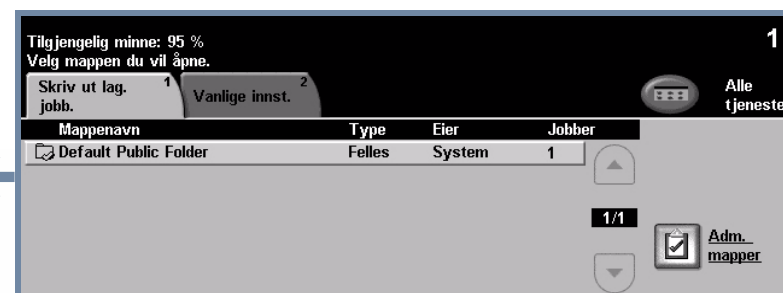 Tilgjengelig minne: 95 %
1
Velg mappen du vil åpne.
Skriv ut lag. jobb. 1
Vanlige innst. 2
Alle
tjeneste
Mappenavn Type Eier Jobber
Default Public Folder Felles System 1
1/1
Adm.
mapper